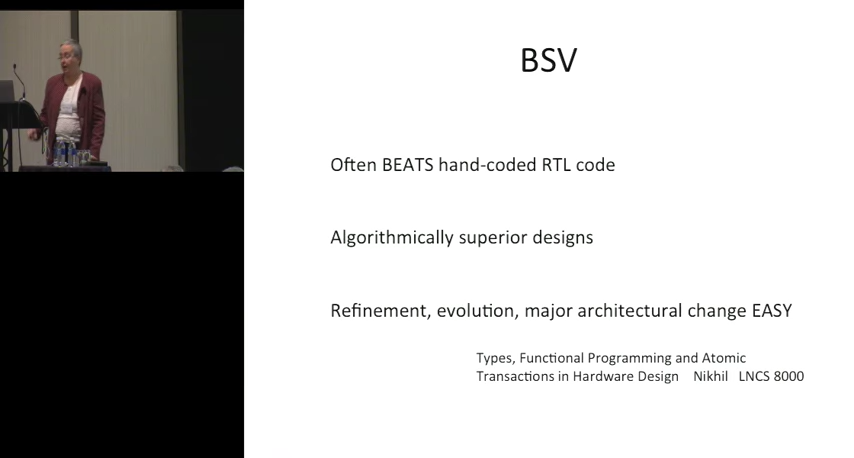 BSV
Often BEATS hand-coded RTL code
Algorithmically superior designs
Refinement, evolution, major architectural change EASY
Types, Functional Programming and Atomic
Transactions in Hardware Design Nikhil LNCS 8000